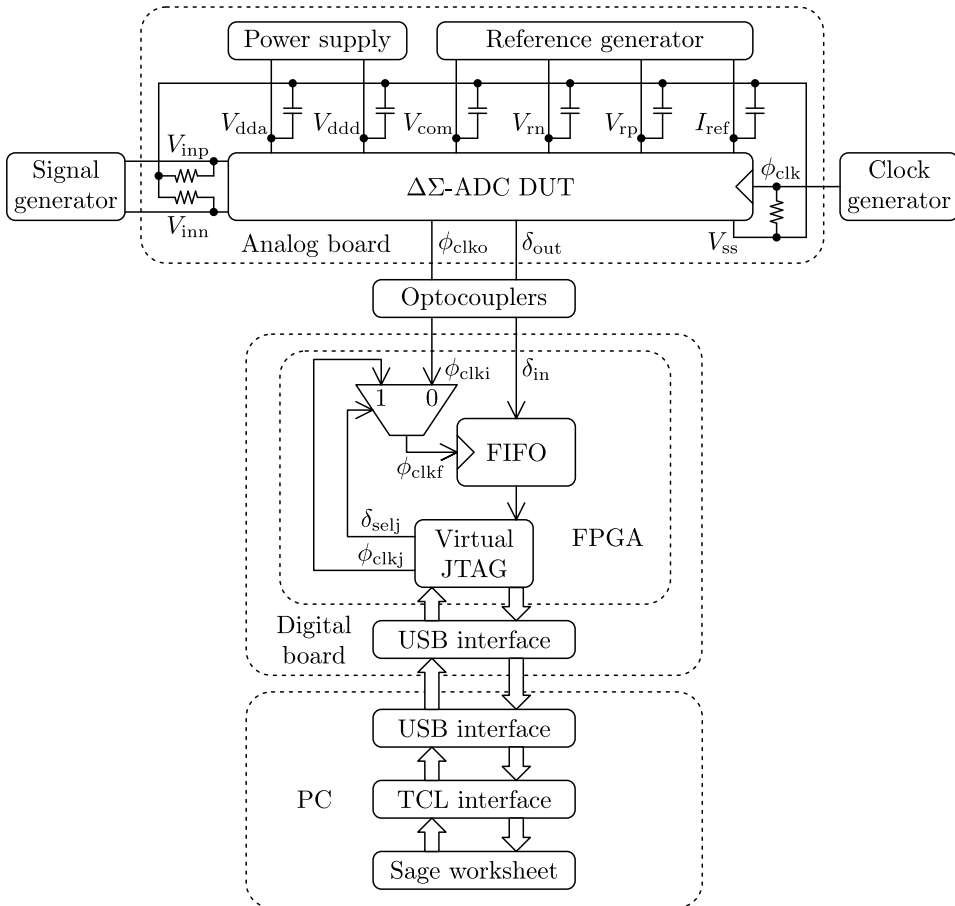 Power supply
Reference generator
V_dda
V_ddd
V_com
V_rn
V_rp
I_ref
V_inp
Signal
generator
ΔΣ-ADC DUT
ϕ_clk
Clock
generator
V_inn
Analog board
ϕ_clko
δ_out
V_ss
Optocouplers
ϕ_clki
δ_in
1
0
FIFO
ϕ_clkf
δ_selj
Virtual
JTAG
FPGA
ϕ_clkj
Digital
board
USB interface
USB interface
PC
TCL interface
Sage worksheet